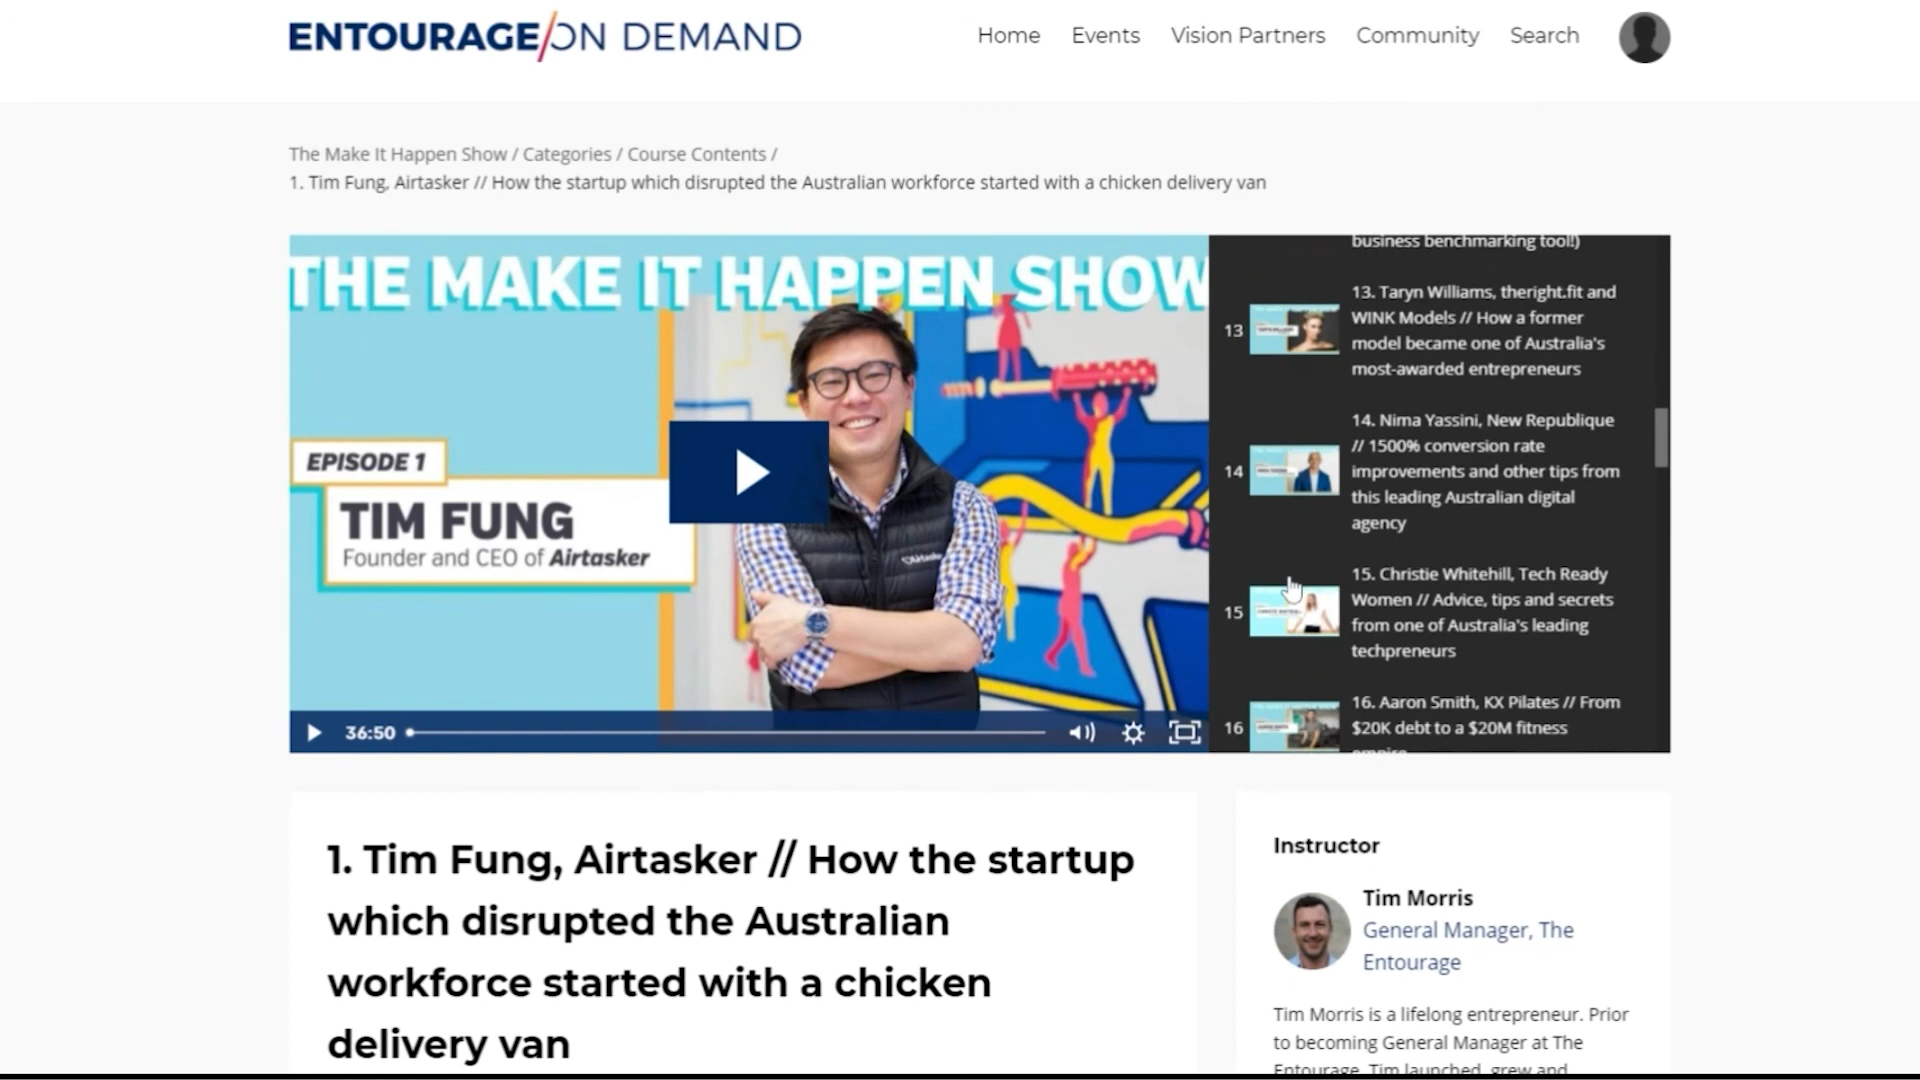 ENTOURAGE/ON DEMAND
Home Events Vision Partners Community Search
The Make It Happen Show / Categories / Course Contents /
1. Tim Fung, Airtasker // How the startup which disrupted the Australian workforce started with a chicken delivery van
THE MAKE IT HAPPEN SHOW
EPISODE 1
TIM FUNG
Founder and CEO of Airtasker
Airtasker
36:50
business benchmarking tool!)
13
13. Taryn Williams, theright.fit and
WINK Models // How a former
model became one of Australia's
most-awarded entrepreneurs
14
14. Nima Yassini, New Republique
// 1500% conversion rate
improvements and other tips from
this leading Australian digital
agency
15
15. Christie Whitehill, Tech Ready
Women // Advice, tips and secrets
from one of Australia's leading
techpreneurs
16
16. Aaron Smith, KX Pilates // From
$20K debt to a $20M fitness
empire
1. Tim Fung, Airtasker // How the startup
which disrupted the Australian
workforce started with a chicken
delivery van
Instructor
Tim Morris
General Manager, The
Entourage
Tim Morris is a lifelong entrepreneur. Prior
to becoming General Manager at The
Entourage, Tim launched, grew and